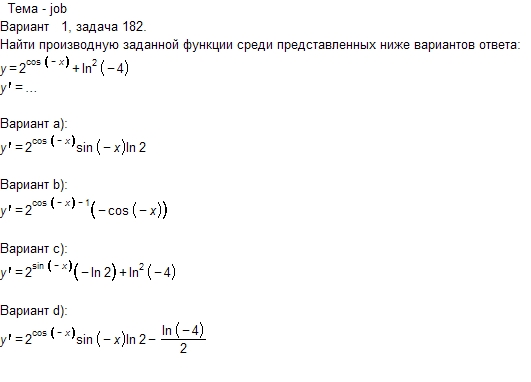 Тема - job
Вариант 1, задача 182.
Найти производную заданной функции среди представленных ниже вариантов ответа:
y = 2^{cos (-x)} + ln^2 (-4)
y' = ...
Вариант a):
y' = 2^{cos (-x)} sin (-x) ln 2
Вариант b):
y' = 2^{cos (-x) - 1} (-cos (-x))
Вариант c):
y' = 2^{sin (-x)} (-ln 2) + ln^2 (-4)
Вариант d):
y' = 2^{cos (-x)} sin (-x) ln 2 - \frac{ln (-4)}{2}